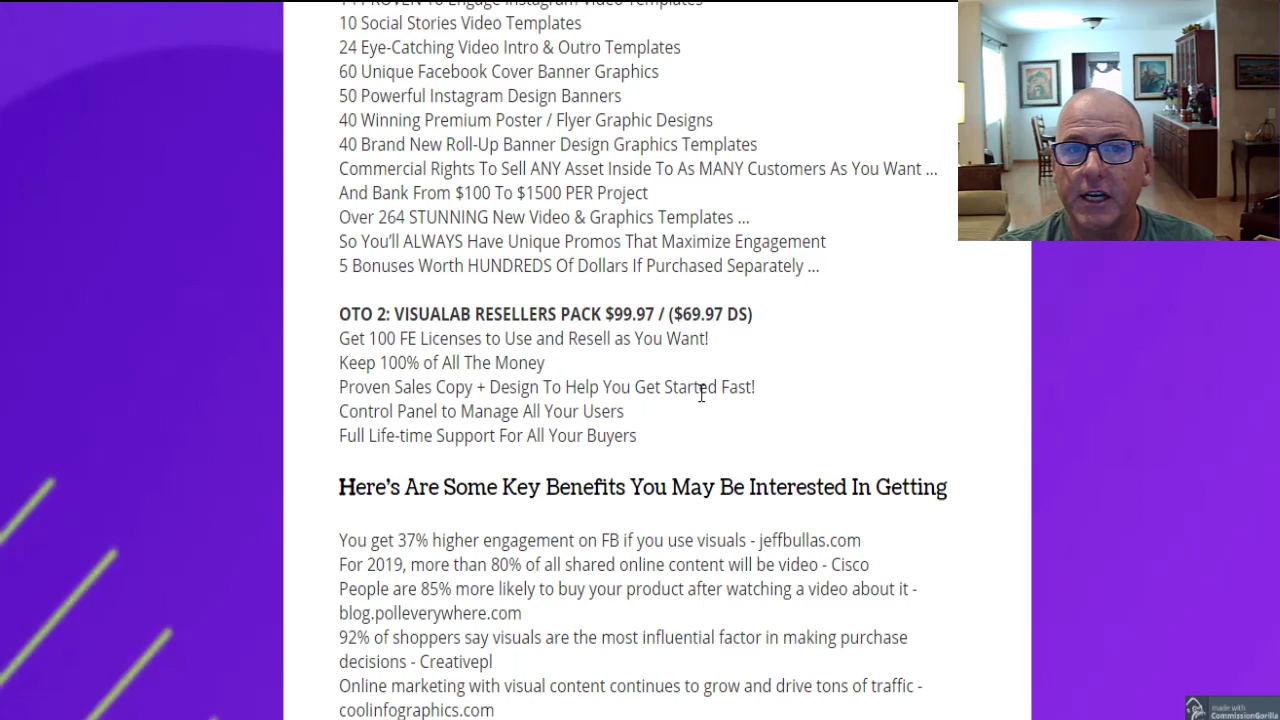 10 Social Stories Video Templates
24 Eye-Catching Video Intro & Outro Templates
60 Unique Facebook Cover Banner Graphics
50 Powerful Instagram Design Banners
40 Winning Premium Poster / Flyer Graphic Designs
40 Brand New Roll-Up Banner Design Graphics Templates
Commercial Rights To Sell ANY Asset Inside To As MANY Customers As You Want ...
And Bank From $100 To $1500 PER Project
Over 264 STUNNING New Video & Graphics Templates ...
So You'll ALWAYS Have Unique Promos That Maximize Engagement
5 Bonuses Worth HUNDREDS Of Dollars If Purchased Separately ...
OTO 2: VISUALAB RESELLERS PACK $99.97 / ($69.97 DS)
Get 100 FE Licenses to Use and Resell as You Want!
Keep 100% of All The Money
Proven Sales Copy + Design To Help You Get Started Fast!
Control Panel to Manage All Your Users
Full Life-time Support For All Your Buyers
Here's Are Some Key Benefits You May Be Interested In Getting
You get 37% higher engagement on FB if you use visuals - jeffbullas.com
For 2019, more than 80% of all shared online content will be video - Cisco
People are 85% more likely to buy your product after watching a video about it -
blog.polleverywhere.com
92% of shoppers say visuals are the most influential factor in making purchase
decisions - Creativepl
Online marketing with visual content continues to grow and drive tons of traffic -
coolinfographics.com
made with
CommissionGorilla